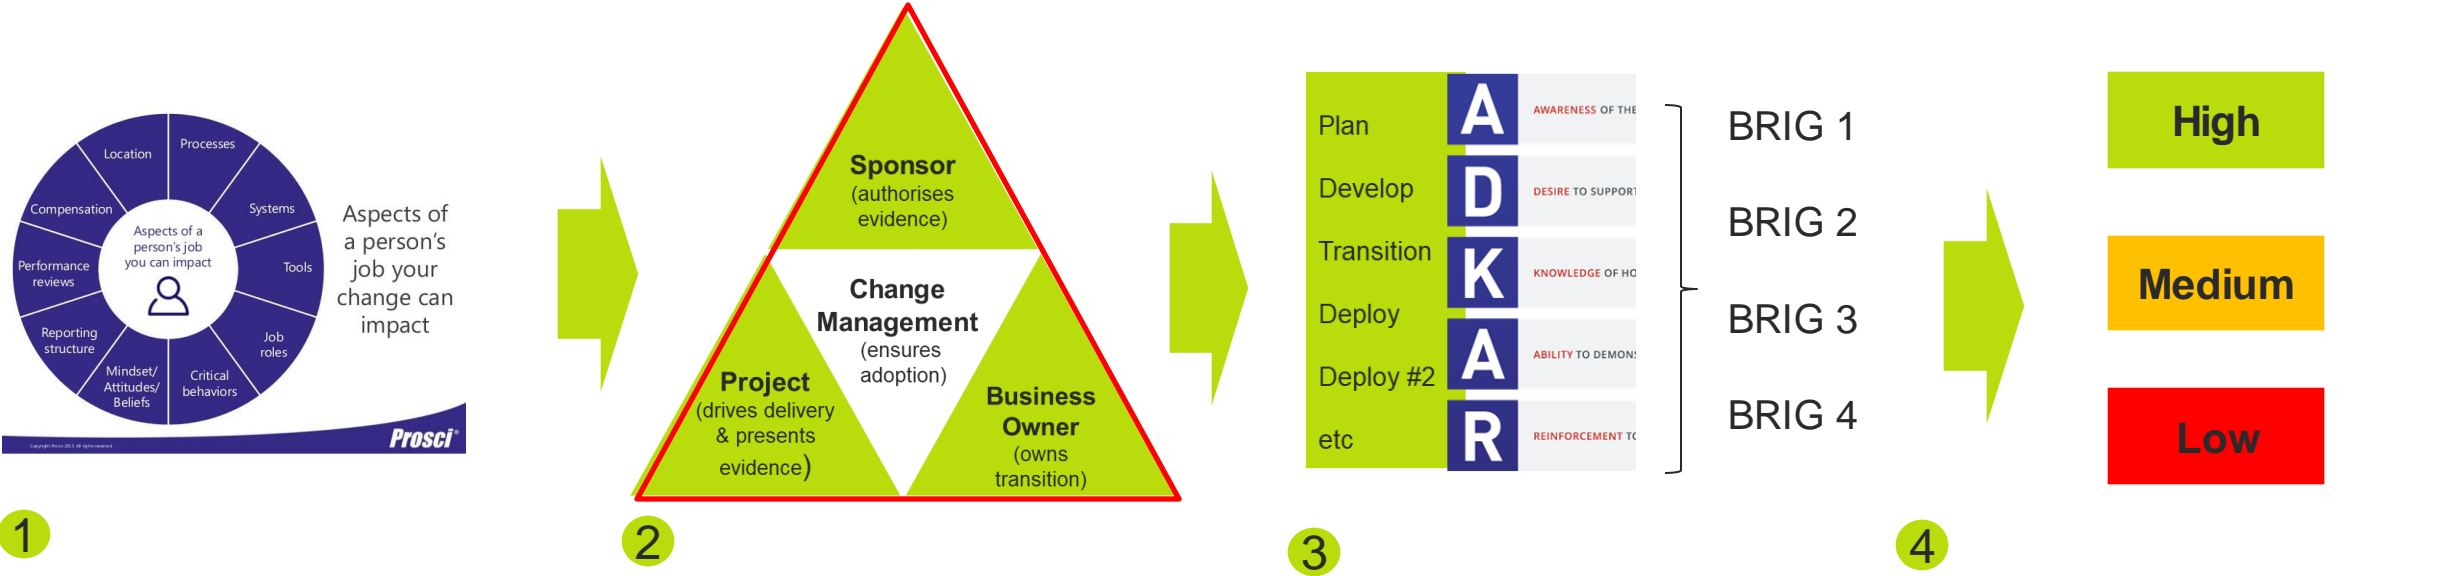 Location
Processes
Compensation
Systems
Aspects of a
person's job
you can impact
Performance
reviews
Tools
Reporting
structure
Job
roles
Mindset/
Attitudes/
Beliefs
Critical
behaviors
Aspects of
a person's
job your
change can
impact
Prosci®
1
Sponsor
(authorises
evidence)
Change
Management
(ensures
adoption)
Project
(drives delivery
& presents
evidence)
Business
Owner
(owns
transition)
2
Plan
Develop
Transition
Deploy
Deploy #2
etc
A AWARENESS OF THE
D DESIRE TO SUPPORT
K KNOWLEDGE OF HO
A ABILITY TO DEMONS
R REINFORCEMENT TO
BRIG 1
BRIG 2
BRIG 3
BRIG 4
3
High
Medium
Low
4